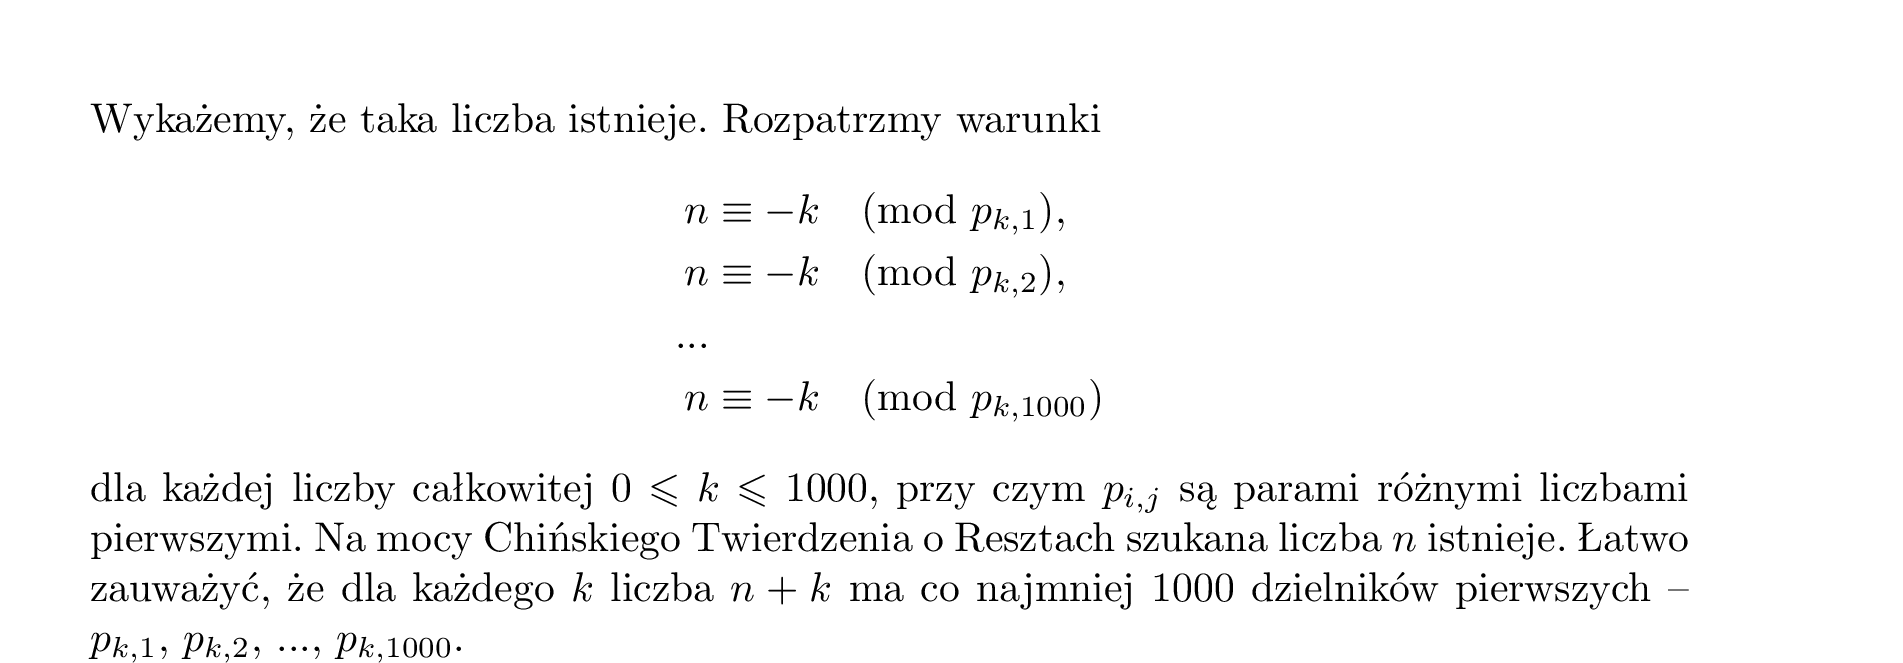 Wykażemy, że taka liczba istnieje. Rozpatrzmy warunki
n ≡ −k (mod p_{k,1}),
n ≡ −k (mod p_{k,2}),
...
n ≡ −k (mod p_{k,1000})
dla każdej liczby całkowitej 0 ⩽ k ⩽ 1000, przy czym p_{i,j} są parami różnymi liczbami
pierwszymi. Na mocy Chińskiego Twierdzenia o Resztach szukana liczba n istnieje. Łatwo
zauważyć, że dla każdego k liczba n + k ma co najmniej 1000 dzielników pierwszych –
p_{k,1}, p_{k,2}, ..., p_{k,1000}.